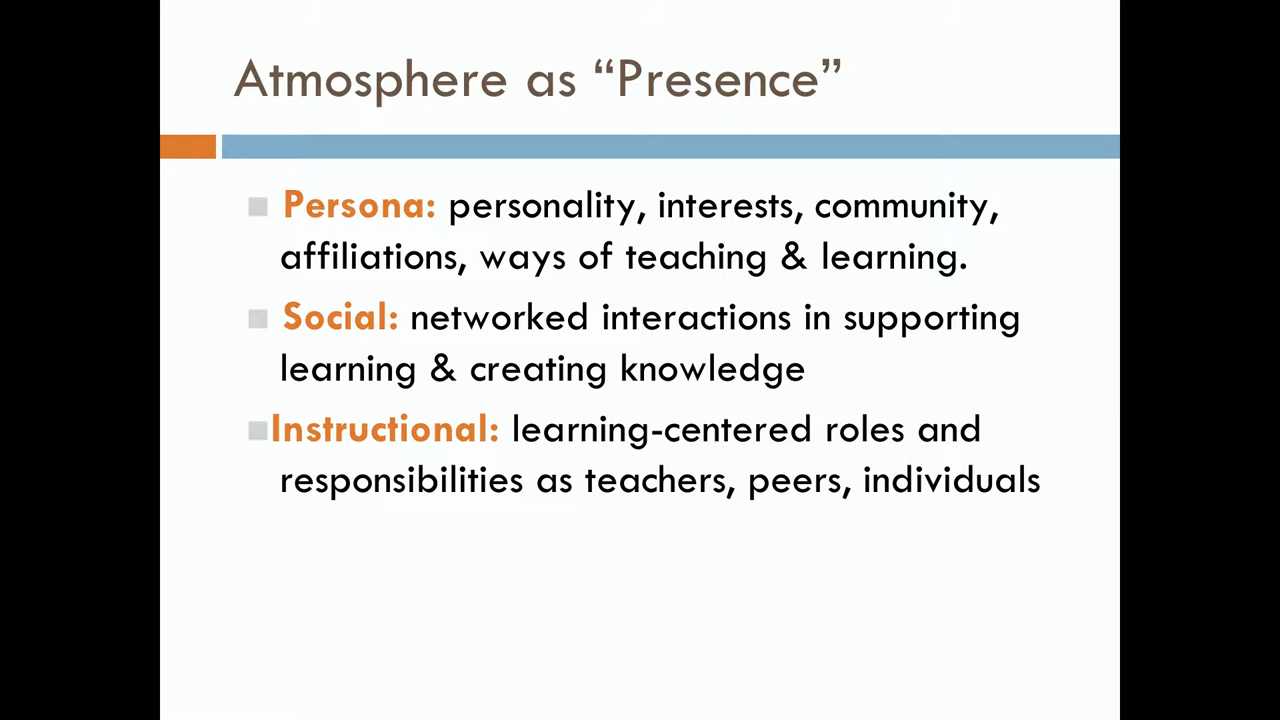 Atmosphere as “Presence”
Persona: personality, interests, community,
affiliations, ways of teaching & learning.
Social: networked interactions in supporting
learning & creating knowledge
Instructional: learning-centered roles and
responsibilities as teachers, peers, individuals